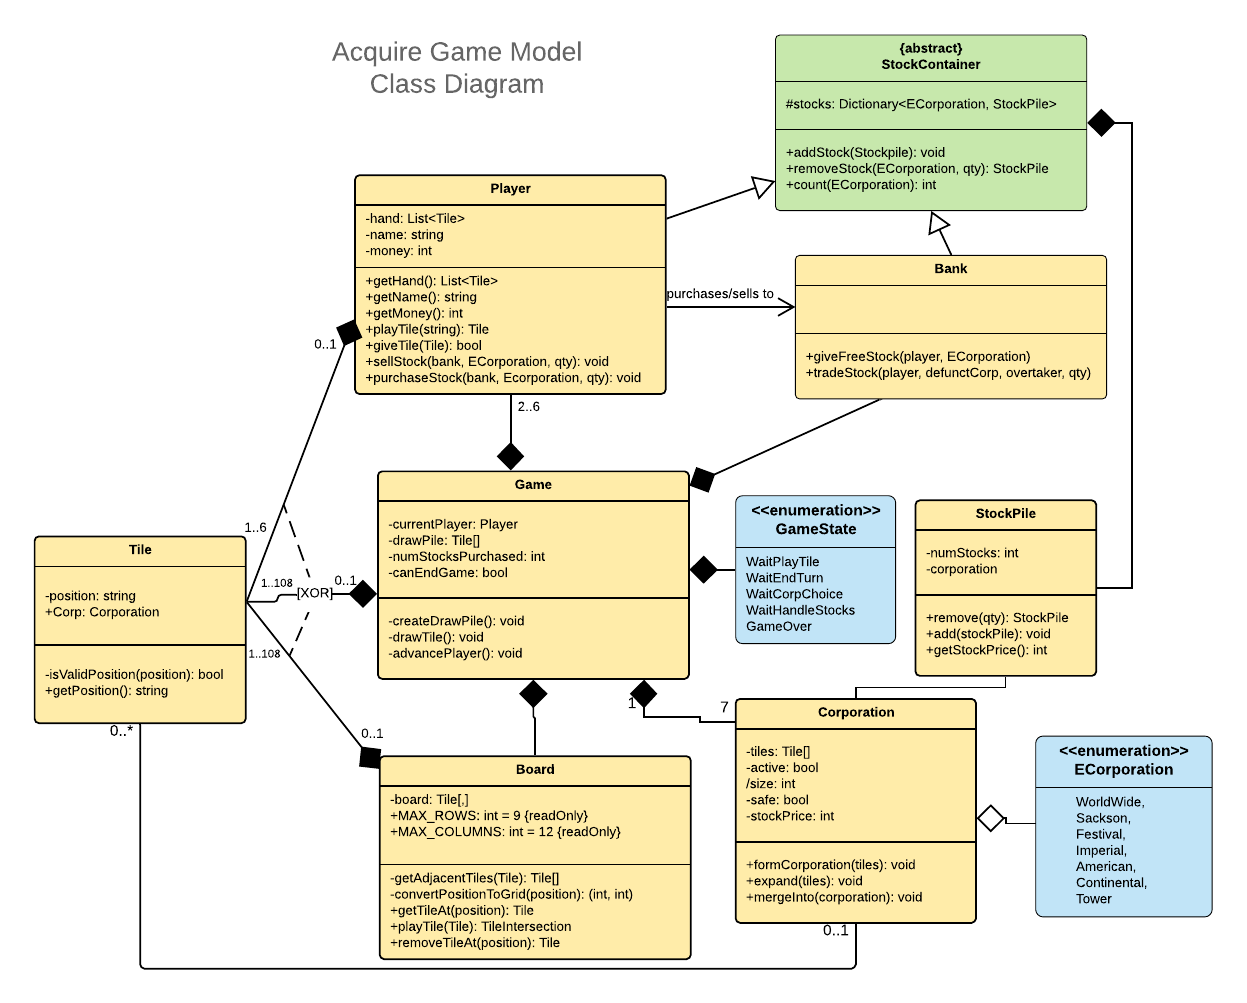 Acquire Game Model
Class Diagram
{abstract}
StockContainer
#stocks: Dictionary<ECorporation, StockPile>
+addStock(Stockpile): void
+removeStock(ECorporation, qty): StockPile
+count(ECorporation): int
Player
-hand: List<Tile>
-name: string
-money: int
+getHand(): List<Tile>
+getName(): string
+getMoney(): int
+playTile(string): Tile
+giveTile(Tile): bool
+sellStock(bank, ECorporation, qty): void
+purchaseStock(bank, Ecorporation, qty): void
purchases/sells to
Bank
+giveFreeStock(player, ECorporation)
+tradeStock(player, defunctCorp, overtaker, qty)
0..1
2..6
Game
-currentPlayer: Player
-drawPile: Tile[]
-numStocksPurchased: int
-canEndGame: bool
-createDrawPile(): void
-drawTile(): void
-advancePlayer(): void
<<enumeration>>
GameState
WaitPlayTile
WaitEndTurn
WaitCorpChoice
WaitHandleStocks
GameOver
StockPile
-numStocks: int
-corporation
+remove(qty): StockPile
+add(stockPile): void
+getStockPrice(): int
Tile
-position: string
+Corp: Corporation
-isValidPosition(position): bool
+getPosition(): string
1..6
1..108
[XOR]
0..1
1..108
0..1
0..*
1
7
Board
-board: Tile[,]
+MAX_ROWS: int = 9 {readOnly}
+MAX_COLUMNS: int = 12 {readOnly}
-getAdjacentTiles(Tile): Tile[]
-convertPositionToGrid(position): (int, int)
+getTileAt(position): Tile
+playTile(Tile): TileIntersection
+removeTileAt(position): Tile
Corporation
-tiles: Tile[]
-active: bool
/size: int
-safe: bool
-stockPrice: int
+formCorporation(tiles): void
+expand(tiles): void
+mergeInto(corporation): void
0..1
<<enumeration>>
ECorporation
WorldWide,
Sackson,
Festival,
Imperial,
American,
Continental,
Tower